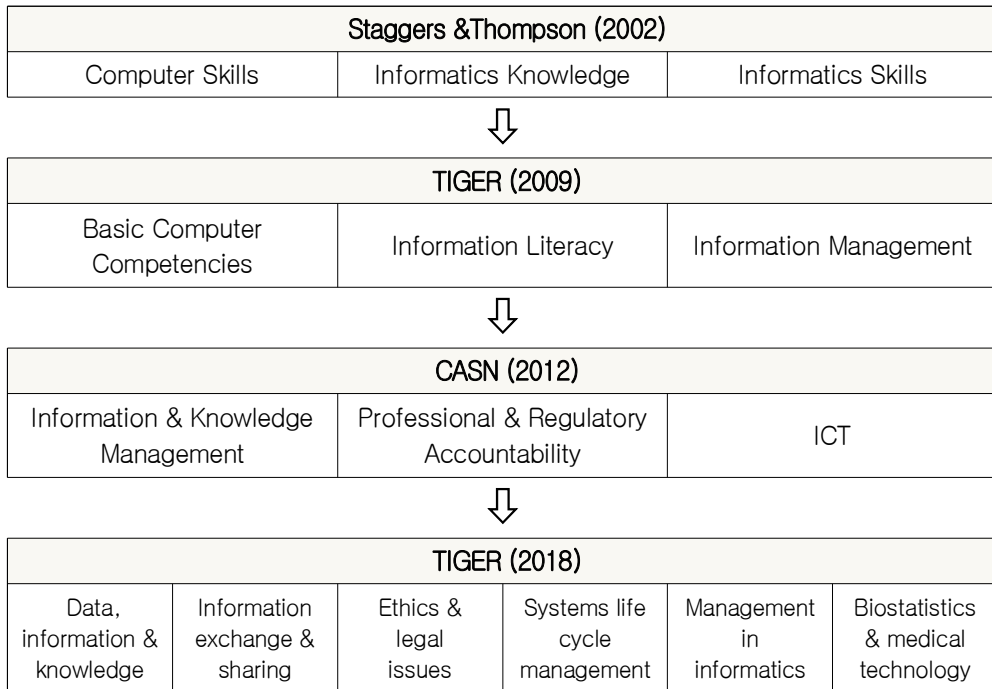 Staggers &Thompson (2002)
Computer Skills
Informatics Knowledge
Informatics Skills
TIGER (2009)
Basic Computer
Competencies
Information Literacy
Information Management
CASN (2012)
Information & Knowledge
Management
Professional & Regulatory
Accountability
ICT
TIGER (2018)
Data,
information &
knowledge
Information
exchange &
sharing
Ethics &
legal
issues
Systems life
cycle
management
Management
in
informatics
Biostatistics
& medical
technology